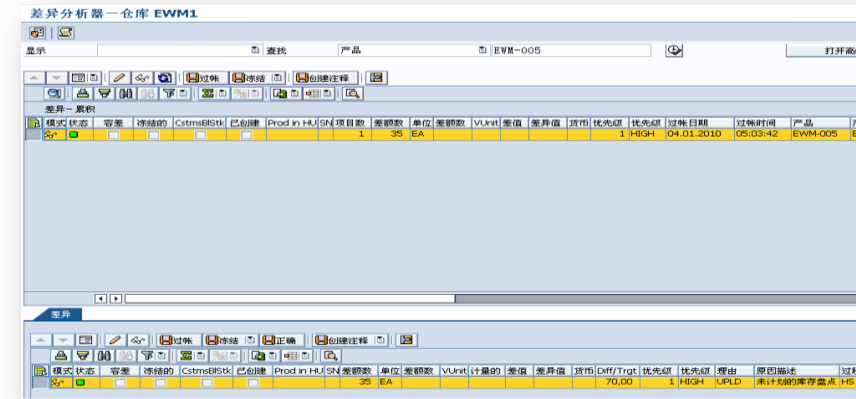 差异分析器－仓库 EWM1
显示 查找 产品 EWM-005 打开高
过帐 冻结 创建注释
差异－ 累积
模式 状态 容差 冻结的 CstmsBlStk 已创建 Prod in HU SN 项目数 差额数 单位 差额数 VUnit 差值 差异值 货币 优先级 优先级 过帐日期 过帐时间 产品
1 35 EA 1 HIGH 04.01.2010 05:03:42 EWM-005 E
差异
过帐 冻结 正确 创建注释
模式 状态 容差 冻结的 CstmsBlStk 已创建 Prod in HU SN 差额数 单位 差额数 VUnit 计量的 差值 差异值 货币 Diff/Trgt 优先级 优先级 理由 原因描述 过程
35 EA 70,00 1 HIGH UPLD 未计划的库存盘点 HS